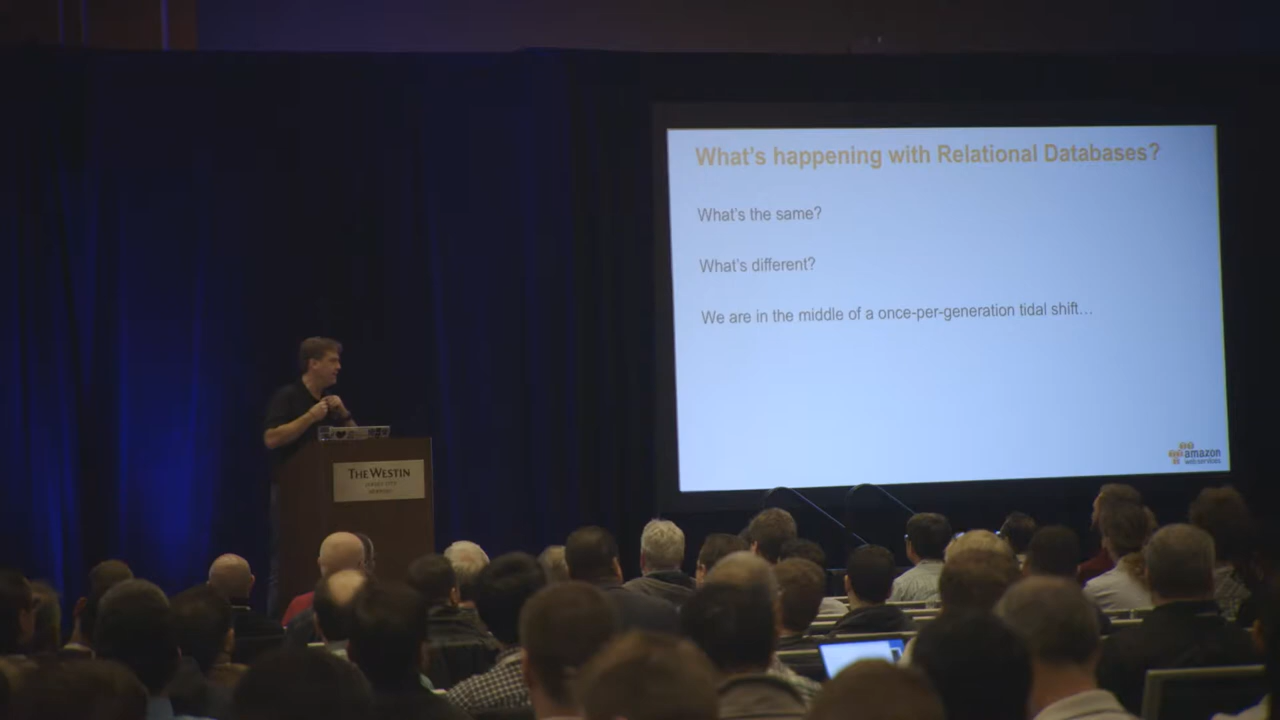 What's happening with Relational Databases?
What's the same?
What's different?
We are in the middle of a once-per-generation tidal shift...
amazon
webservices
THE WESTIN